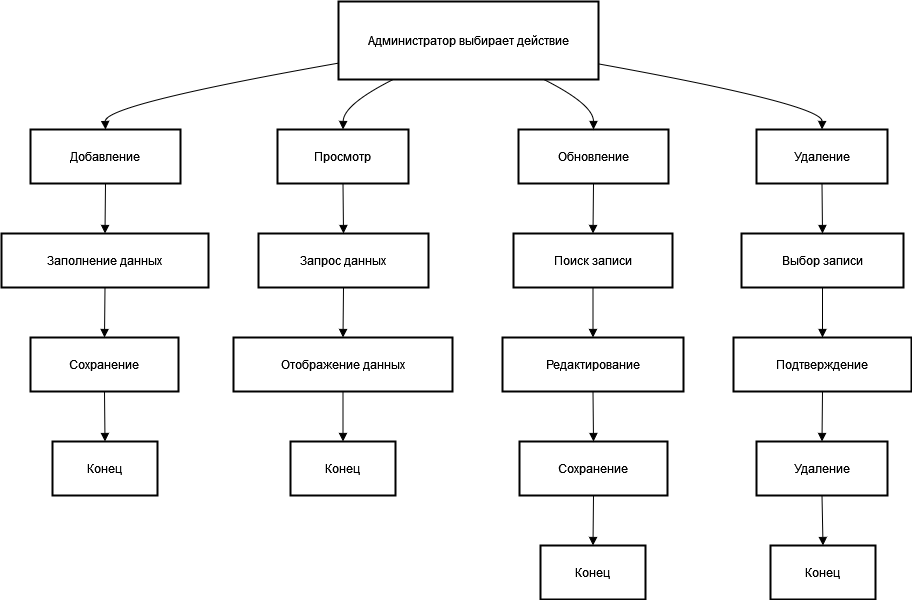 Администратор выбирает действие
Добавление
Просмотр
Обновление
Удаление
Заполнение данных
Запрос данных
Поиск записи
Выбор записи
Сохранение
Отображение данных
Редактирование
Подтверждение
Конец
Конец
Сохранение
Удаление
Конец
Конец